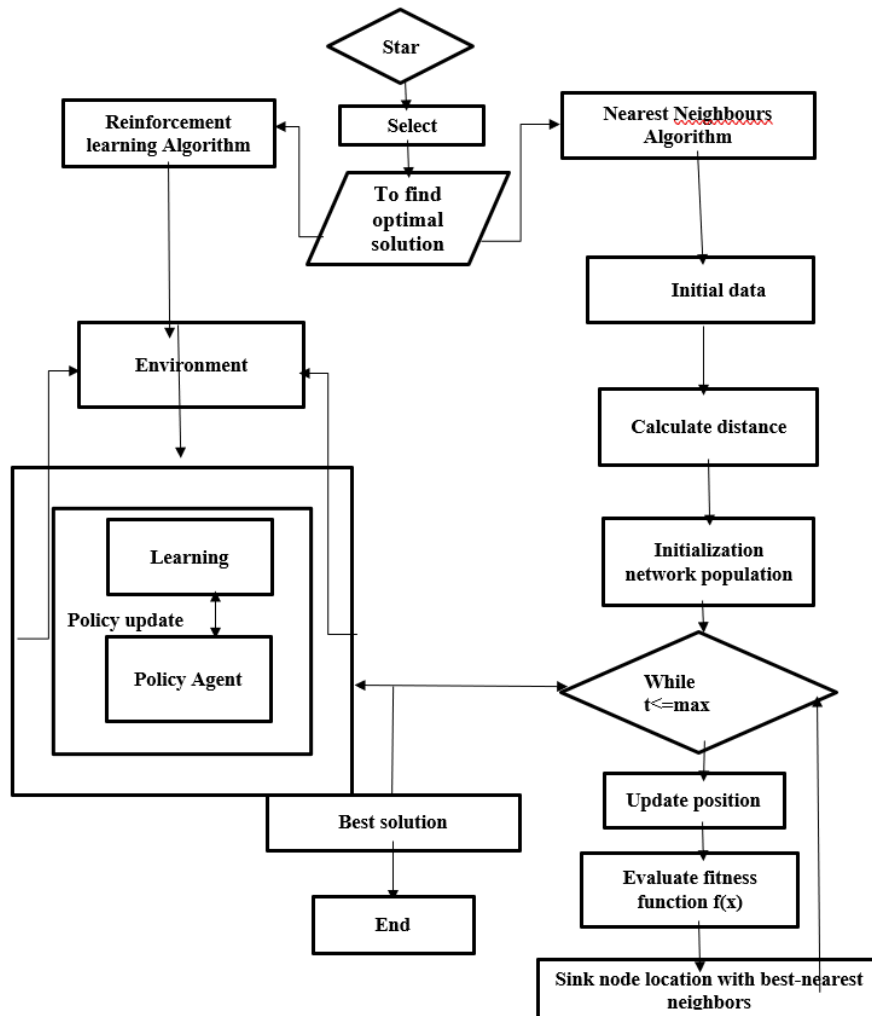 Star
Select
To find
optimal
solution
Reinforcement
learning Algorithm
Environment
Learning
Policy update
Policy Agent
Nearest Neighbours
Algorithm
Initial data
Calculate distance
Initialization
network population
While
t<=max
Update position
Evaluate fitness
function f(x)
Sink node location with best-nearest
neighbors
Best solution
End